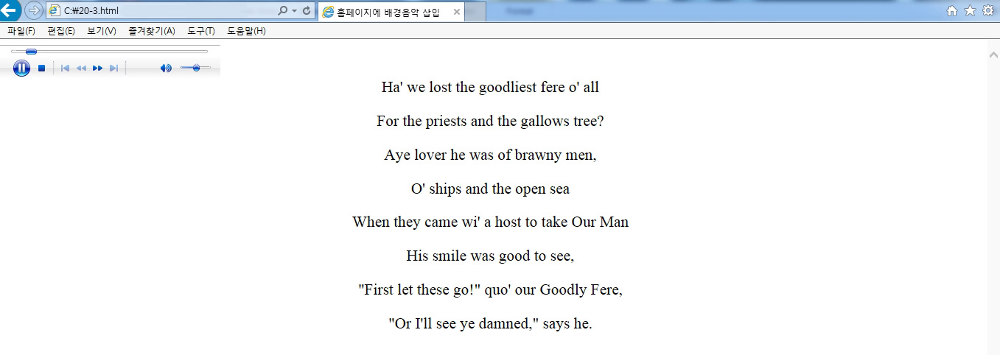 C:\20-3.html
홈페이지에 배경음악 삽입
파일(F) 편집(E) 보기(V) 즐겨찾기(A) 도구(T) 도움말(H)
Ha' we lost the goodliest fere o' all
For the priests and the gallows tree?
Aye lover he was of brawny men,
O' ships and the open sea
When they came wi' a host to take Our Man
His smile was good to see,
"First let these go!" quo' our Goodly Fere,
"Or I'll see ye damned," says he.